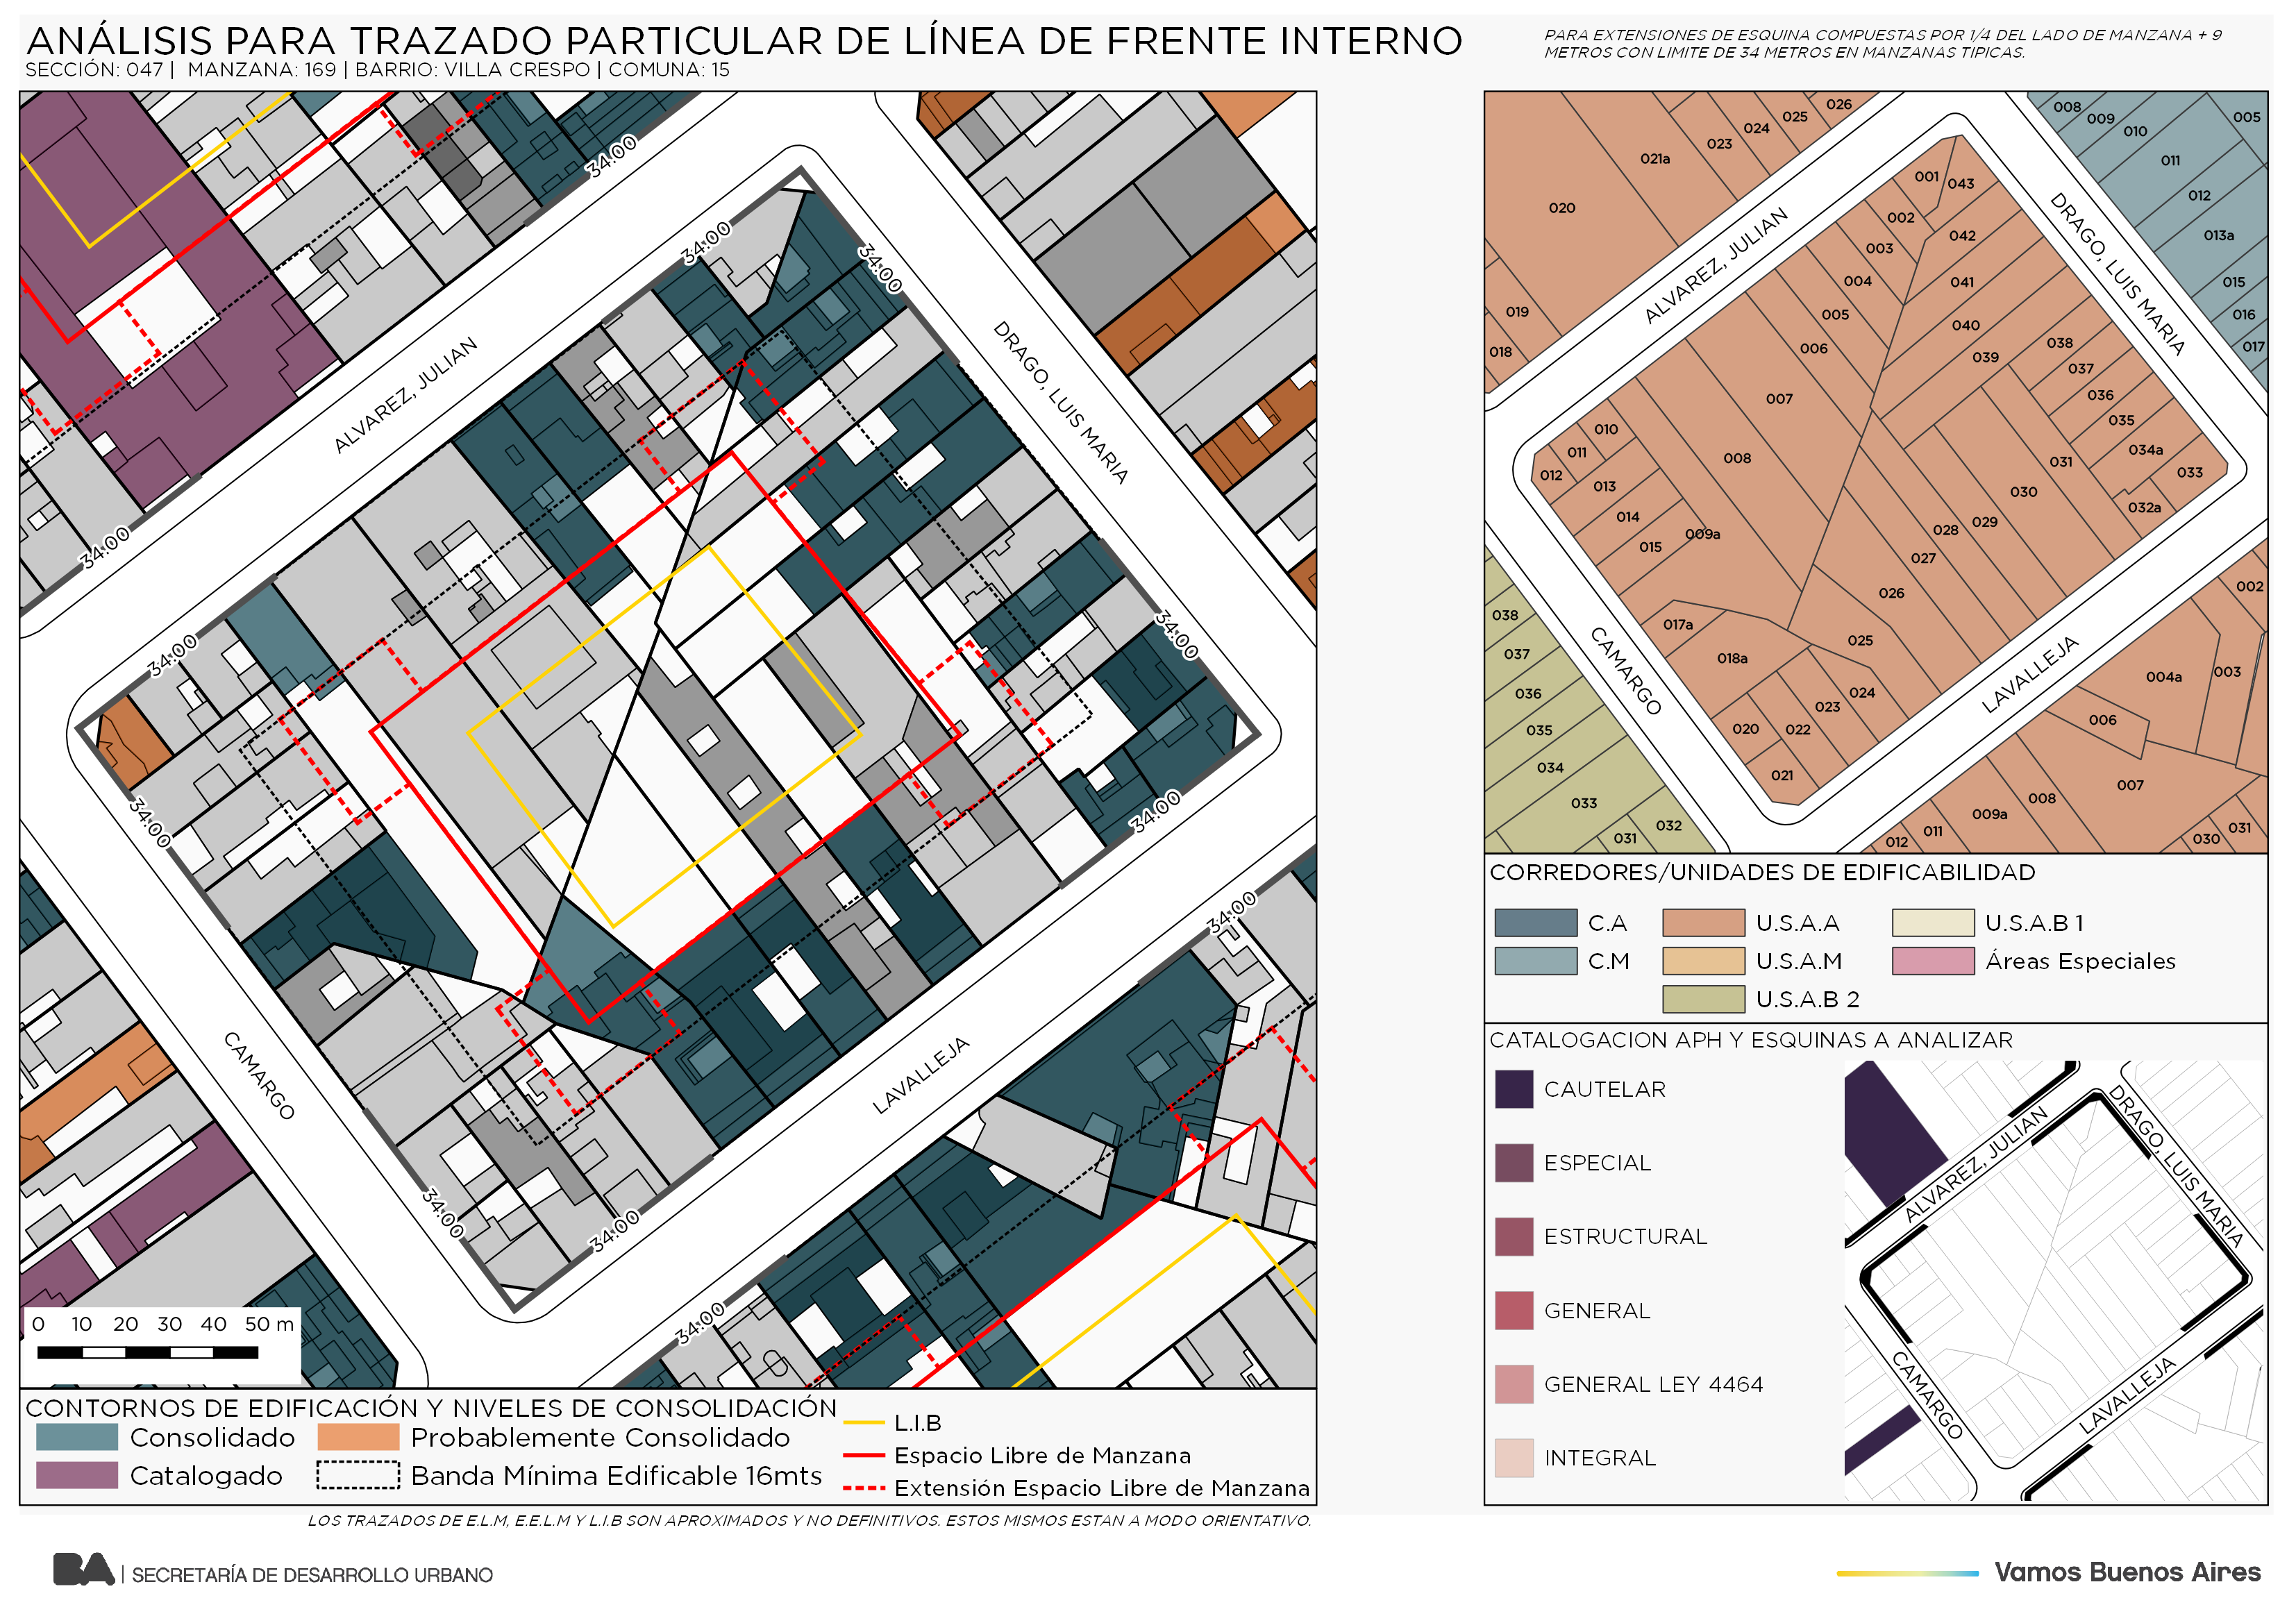 ANÁLISIS PARA TRAZADO PARTICULAR DE LÍNEA DE FRENTE INTERNO
SECCIÓN: 047 | MANZANA: 169 | BARRIO: VILLA CRESPO | COMUNA: 15
PARA EXTENSIONES DE ESQUINA COMPUESTAS POR 1/4 DEL LADO DE MANZANA + 9
METROS CON LIMITE DE 34 METROS EN MANZANAS TIPICAS.
34.00
34.00
34.00
ALVAREZ, JULIAN
DRAGO, LUIS MARIA
34.00
34.00
34.00
34.00
34.00
LAVALLEJA
CAMARGO
34.00
34.00
34.00
34.00
0 10 20 30 40 50 m
CONTORNOS DE EDIFICACIÓN Y NIVELES DE CONSOLIDACIÓN
Consolidado
Probablemente Consolidado
Catalogado
Banda Mínima Edificable 16mts
L.I.B
Espacio Libre de Manzana
Extensión Espacio Libre de Manzana
LOS TRAZADOS DE E.L.M, E.E.L.M Y L.I.B SON APROXIMADOS Y NO DEFINITIVOS. ESTOS MISMOS ESTAN A MODO ORIENTATIVO.
020
021a
023
024
025
026
019
018
008
009
010
005
011
012
013a
015
016
017
ALVAREZ, JULIAN
DRAGO, LUIS MARIA
001
043
002
042
003
004
041
005
040
006
039
038
037
007
036
035
010
034a
011
008
031
033
012
013
030
032a
014
009a
029
015
028
027
026
017a
025
018a
024
023
020
022
021
CAMARGO
LAVALLEJA
038
037
036
035
034
033
032
031
002
003
004a
006
007
008
009a
011
012
030
031
CORREDORES/UNIDADES DE EDIFICABILIDAD
C.A
U.S.A.A
U.S.A.B 1
C.M
U.S.A.M
Áreas Especiales
U.S.A.B 2
CATALOGACION APH Y ESQUINAS A ANALIZAR
CAUTELAR
ESPECIAL
ESTRUCTURAL
GENERAL
GENERAL LEY 4464
INTEGRAL
ALVAREZ, JULIAN
DRAGO, LUIS MARIA
CAMARGO
LAVALLEJA
BA | SECRETARÍA DE DESARROLLO URBANO
Vamos Buenos Aires